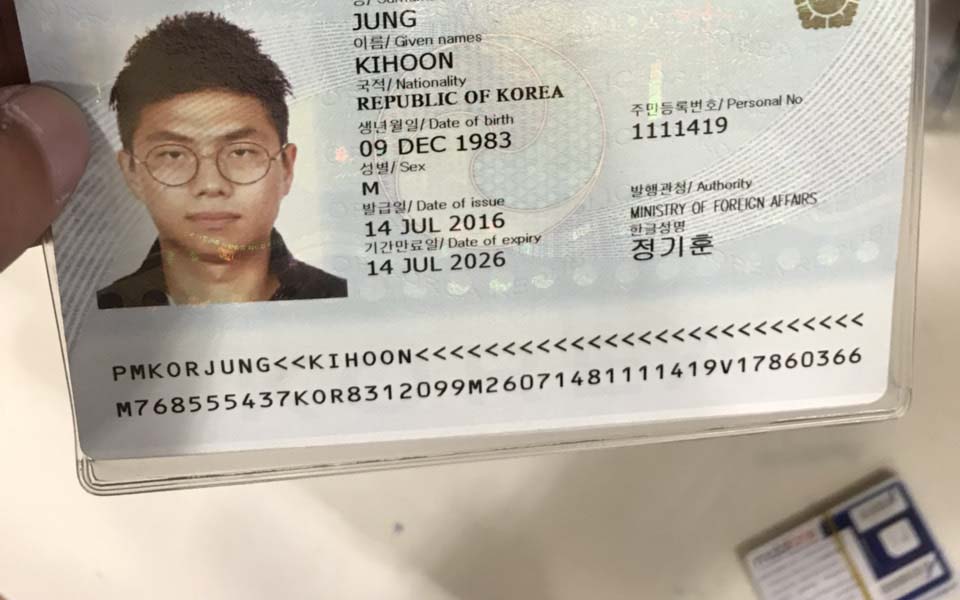 JUNG
이름/ Given names
KIHOON
국적/ Nationality
REPUBLIC OF KOREA
생년월일/ Date of birth
09 DEC 1983
주민등록번호/ Personal No
1111419
성별/ Sex
M
발급일/ Date of issue
14 JUL 2016
발행관청/ Authority
MINISTRY OF FOREIGN AFFAIRS
기간만료일/ Date of expiry
14 JUL 2026
한글성명
정기훈
PMKORJUNG<<KIHOON<<<<<<<<<<<<<<<<<<<<<<<<<<<
M768555437KOR8312099M26071481111419V17860366